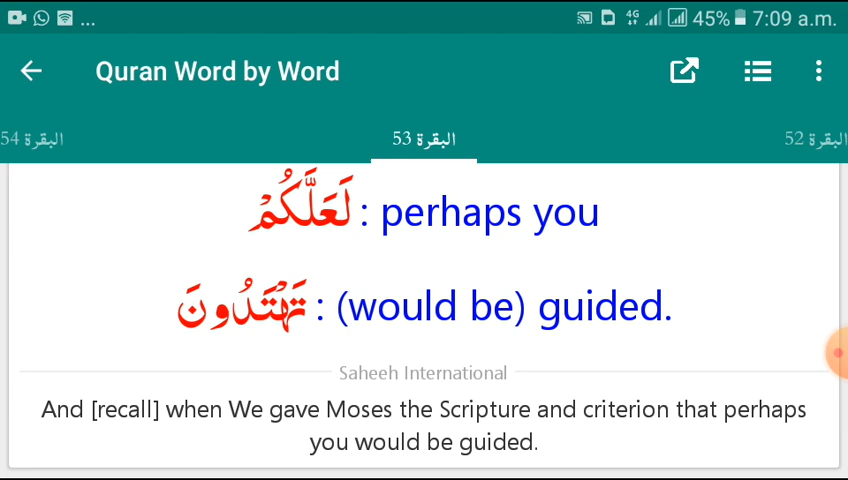 ... 4G 45% 7:09 a.m.
Quran Word by Word
54 البقرة 53 البقرة 52 البقرة
لَعَلَّكُمْ : perhaps you
تَهْتَدُونَ : (would be) guided.
Saheeh International
And [recall] when We gave Moses the Scripture and criterion that perhaps
you would be guided.